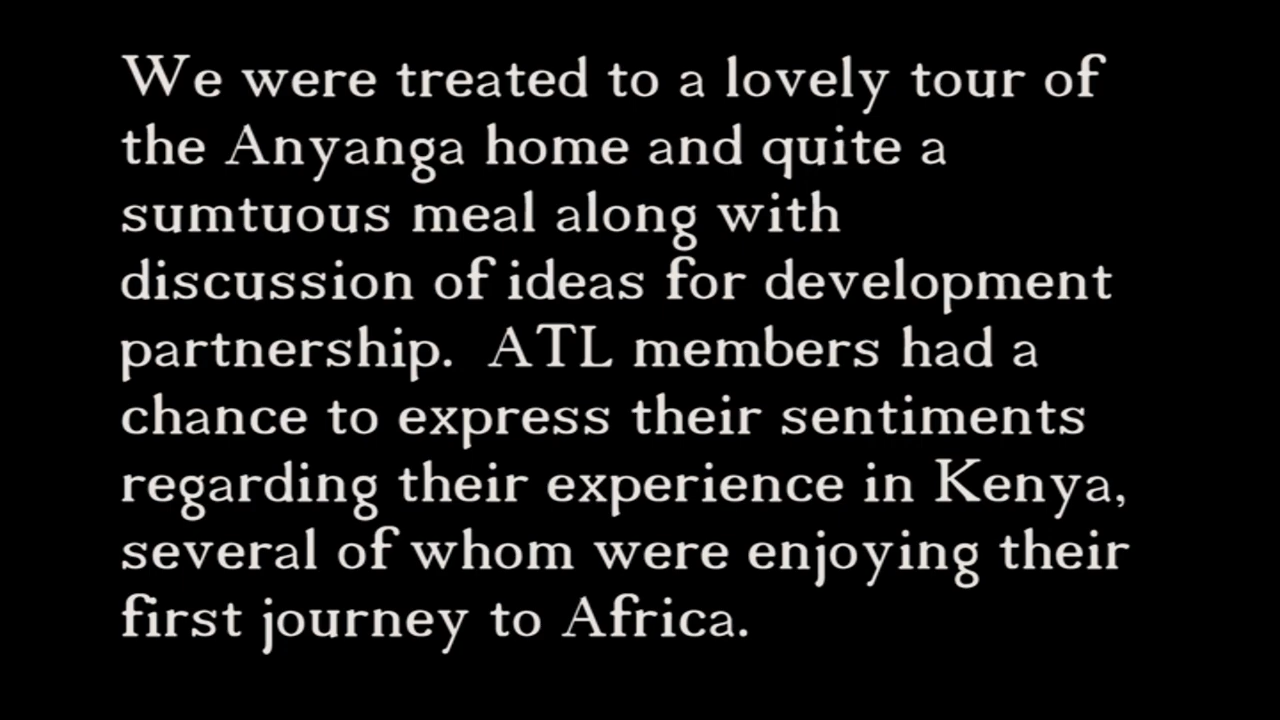 We were treated to a lovely tour of
the Anyanga home and quite a
sumtuous meal along with
discussion of ideas for development
partnership.  ATL members had a
chance to express their sentiments
regarding their experience in Kenya,
several of whom were enjoying their
first journey to Africa.